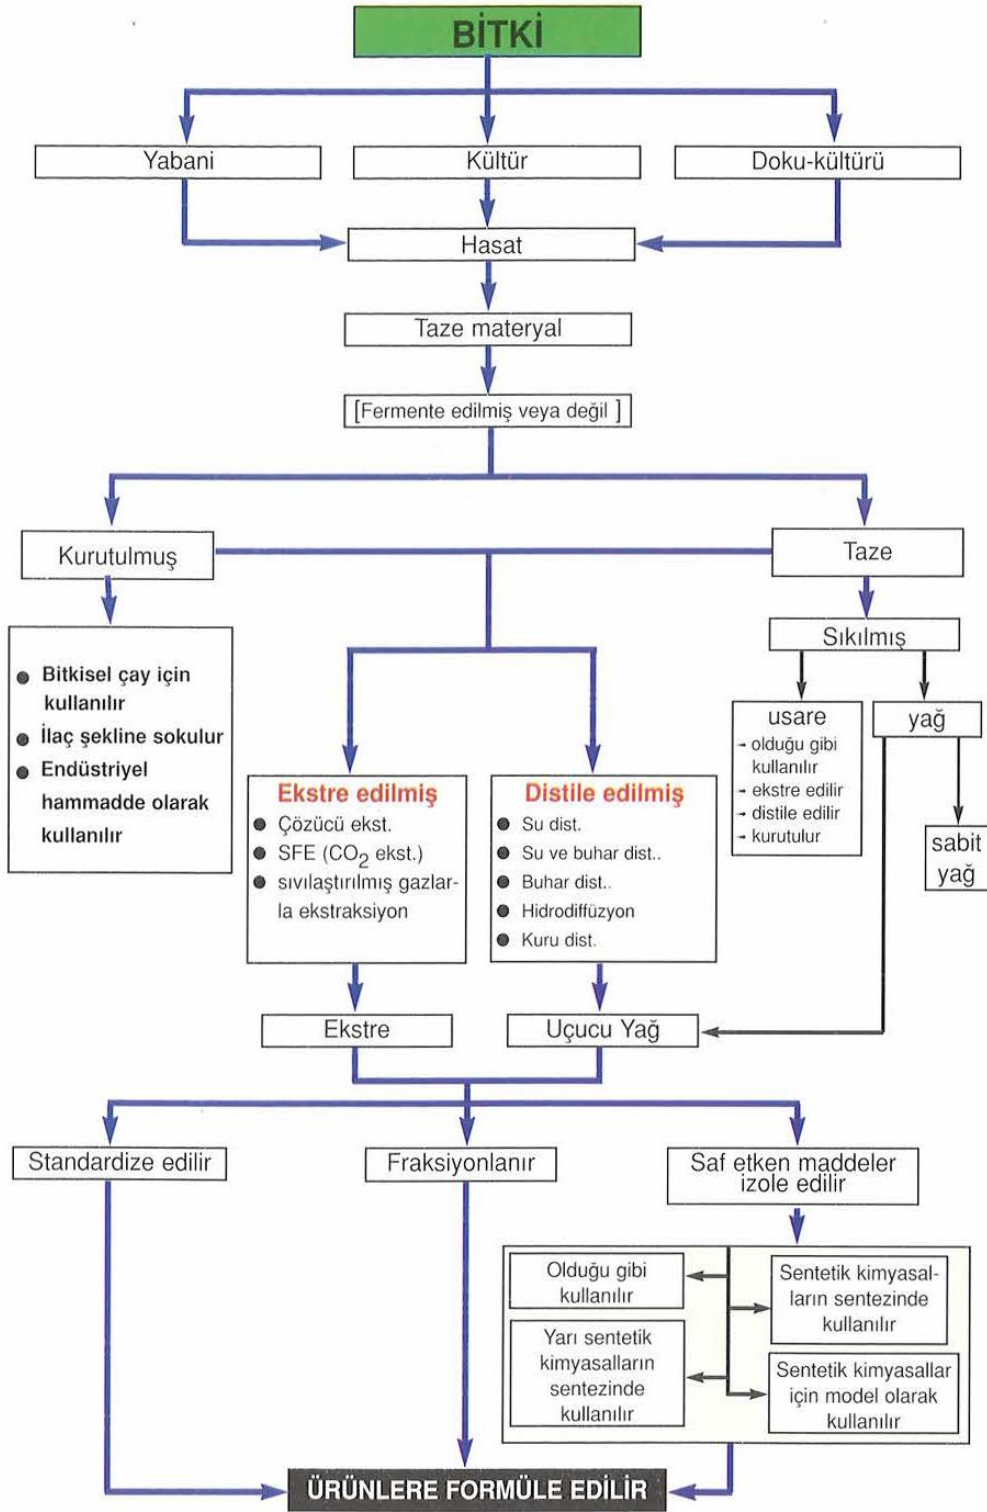 BİTKİ
Yabani
Kültür
Doku-kültürü
Hasat
Taze materyal
[Fermente edilmiş veya değil ]
Kurutulmuş
Taze
● Bitkisel çay için
kullanılır
● İlaç şekline sokulur
● Endüstriyel
hammadde olarak
kullanılır
Sıkılmış
usare
- olduğu gibi
kullanılır
- ekstre edilir
- distile edilir
- kurutulur
yağ
sabit
yağ
Ekstre edilmiş
● Çözücü ekst.
● SFE (CO₂ ekst.)
● sıvılaştırılmış gazlar-
la ekstraksiyon
Distile edilmiş
● Su dist.
● Su ve buhar dist..
● Buhar dist..
● Hidrodiffüzyon
● Kuru dist.
Ekstre
Uçucu Yağ
Standardize edilir
Fraksiyonlanır
Saf etken maddeler
izole edilir
Olduğu gibi
kullanılır
Sentetik kimyasal-
ların sentezinde
kullanılır
Yarı sentetik
kimyasalların
sentezinde
kullanılır
Sentetik kimyasallar
için model olarak
kullanılır
ÜRÜNLERE FORMÜLE EDİLİR